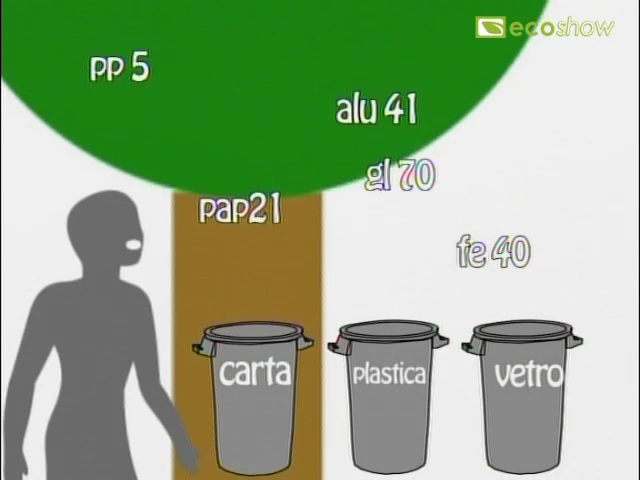 ecoshow
pp 5
alu 41
gl 70
pap21
fe 40
carta
plastica
vetro